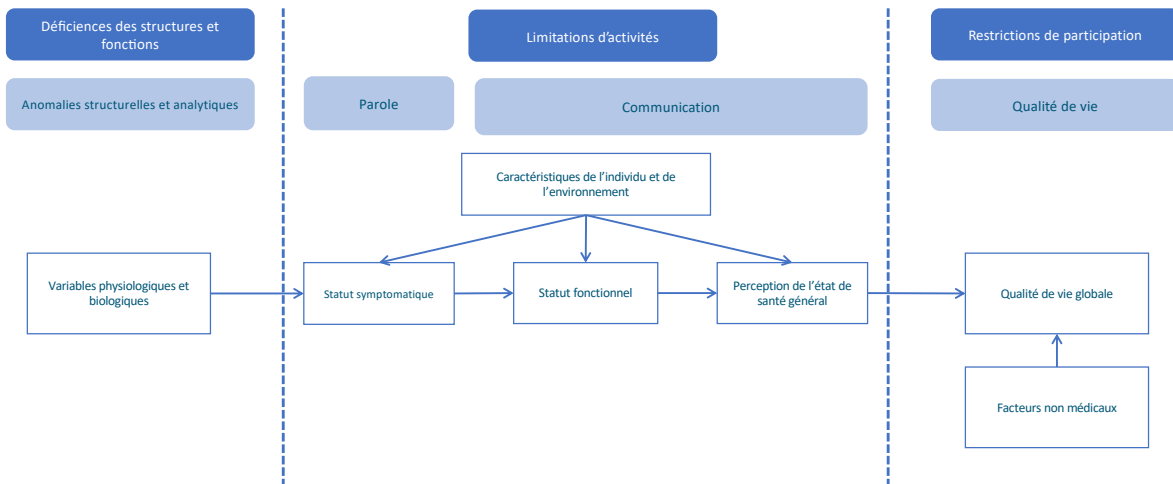 Déficiences des structures et
fonctions
Limitations d’activités
Restrictions de participation
Anomalies structurelles et analytiques
Parole
Communication
Qualité de vie
Caractéristiques de l’individu et de
l’environnement
Variables physiologiques et
biologiques
Statut symptomatique
Statut fonctionnel
Perception de l’état de
santé général
Qualité de vie globale
Facteurs non médicaux